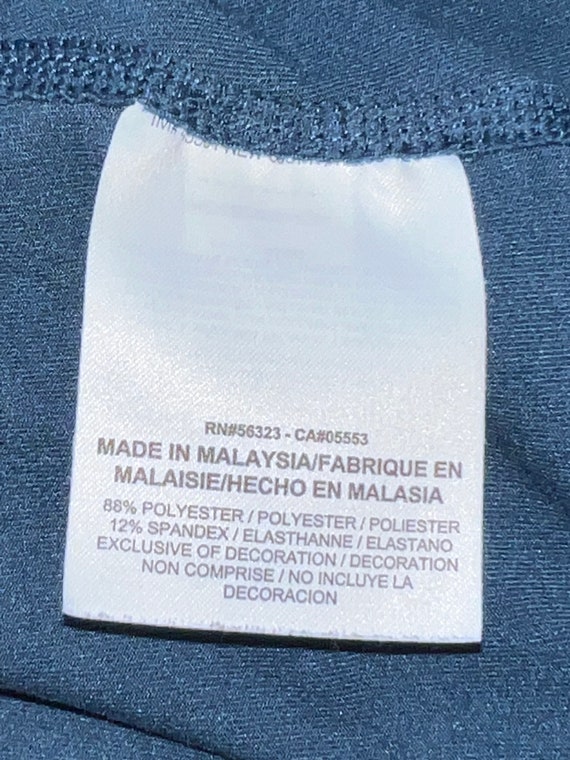 RN#56323 - CA#05553
MADE IN MALAYSIA/FABRIQUE EN
MALAISIE/HECHO EN MALASIA
88% POLYESTER / POLYESTER / POLIESTER
12% SPANDEX / ELASTHANNE / ELASTANO
EXCLUSIVE OF DECORATION / DECORATION
NON COMPRISE / NO INCLUYE LA
DECORACION